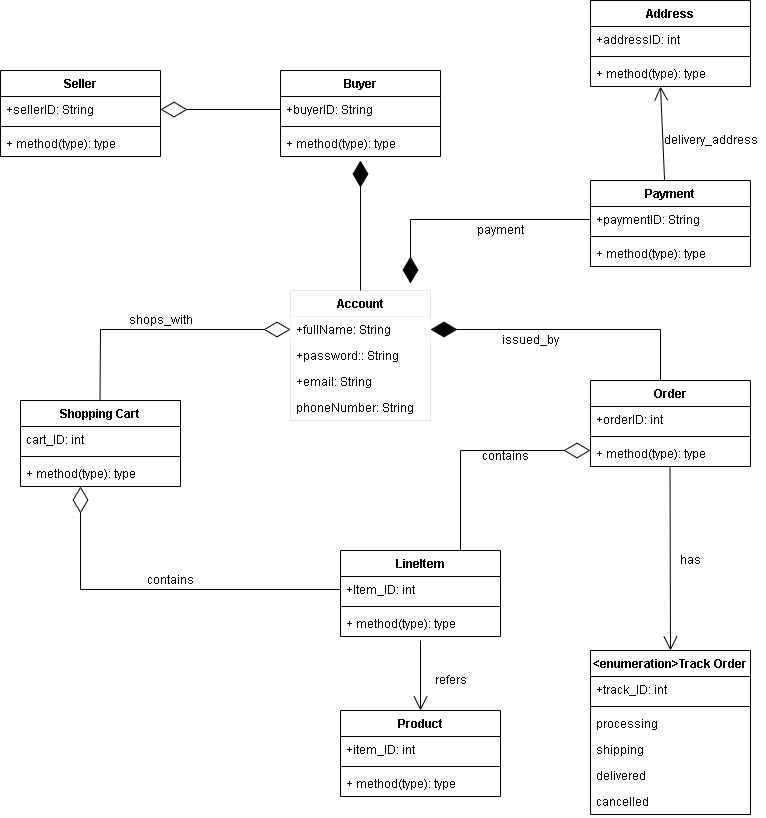 Address
+addressID: int
+ method(type): type
Seller
+sellerID: String
+ method(type): type
Buyer
+buyerID: String
+ method(type): type
delivery_address
Payment
+paymentID: String
+ method(type): type
payment
Account
+fullName: String
+password:: String
+email: String
phoneNumber: String
shops_with
issued_by
Shopping Cart
cart_ID: int
+ method(type): type
Order
+orderID: int
+ method(type): type
contains
contains
LineItem
+Item_ID: int
+ method(type): type
has
refers
Product
+item_ID: int
+ method(type): type
<enumeration>Track Order
+track_ID: int
processing
shipping
delivered
cancelled